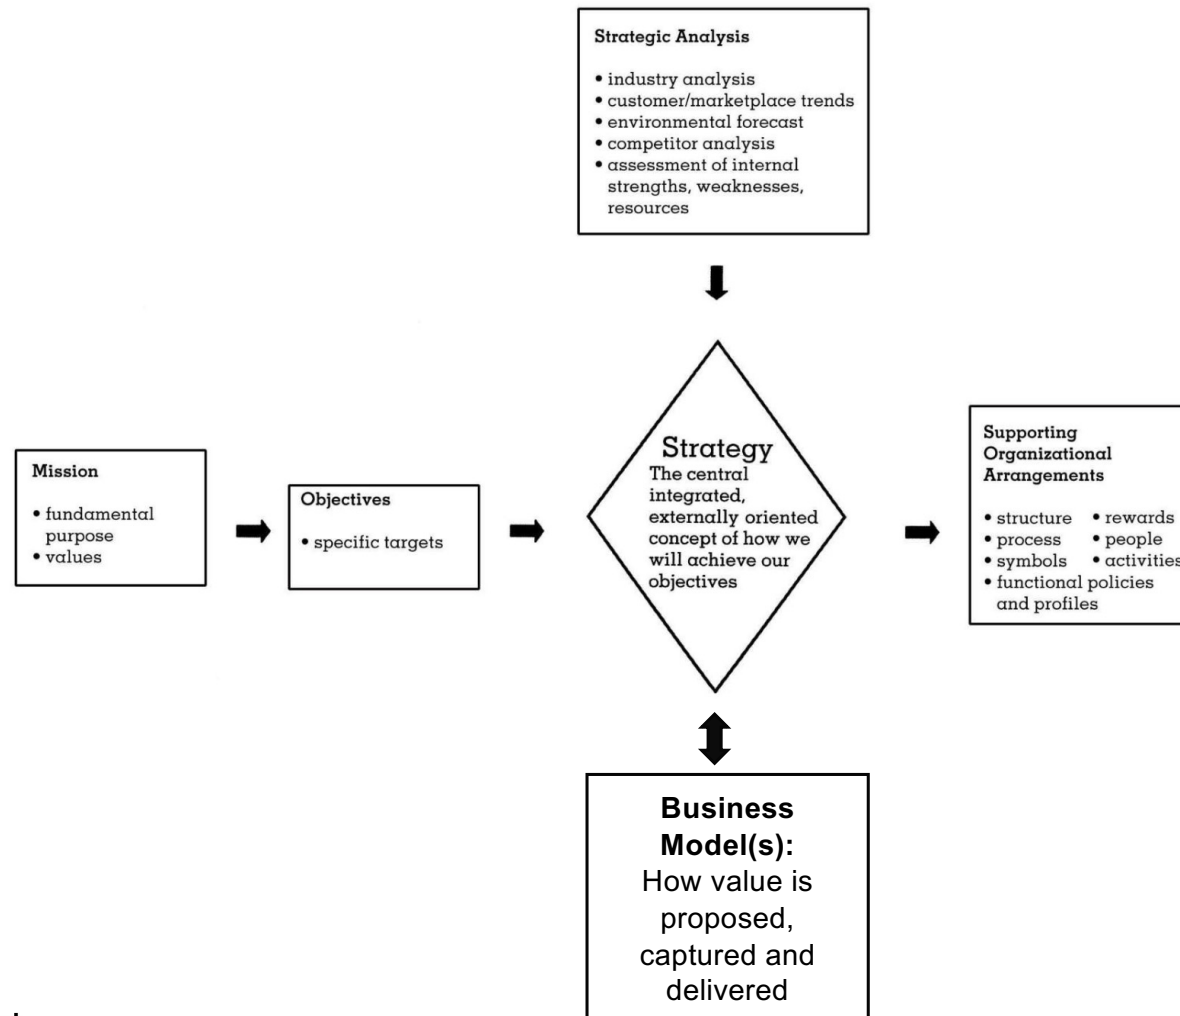 Strategic Analysis
• industry analysis
• customer/marketplace trends
• environmental forecast
• competitor analysis
• assessment of internal
strengths, weaknesses,
resources
Mission
• fundamental
purpose
• values
Objectives
• specific targets
Strategy
The central
integrated,
externally oriented
concept of how we
will achieve our
objectives
Supporting
Organizational
Arrangements
• structure • rewards
• process • people
• symbols • activities
• functional policies
and profiles
Business
Model(s):
How value is
proposed,
captured and
delivered